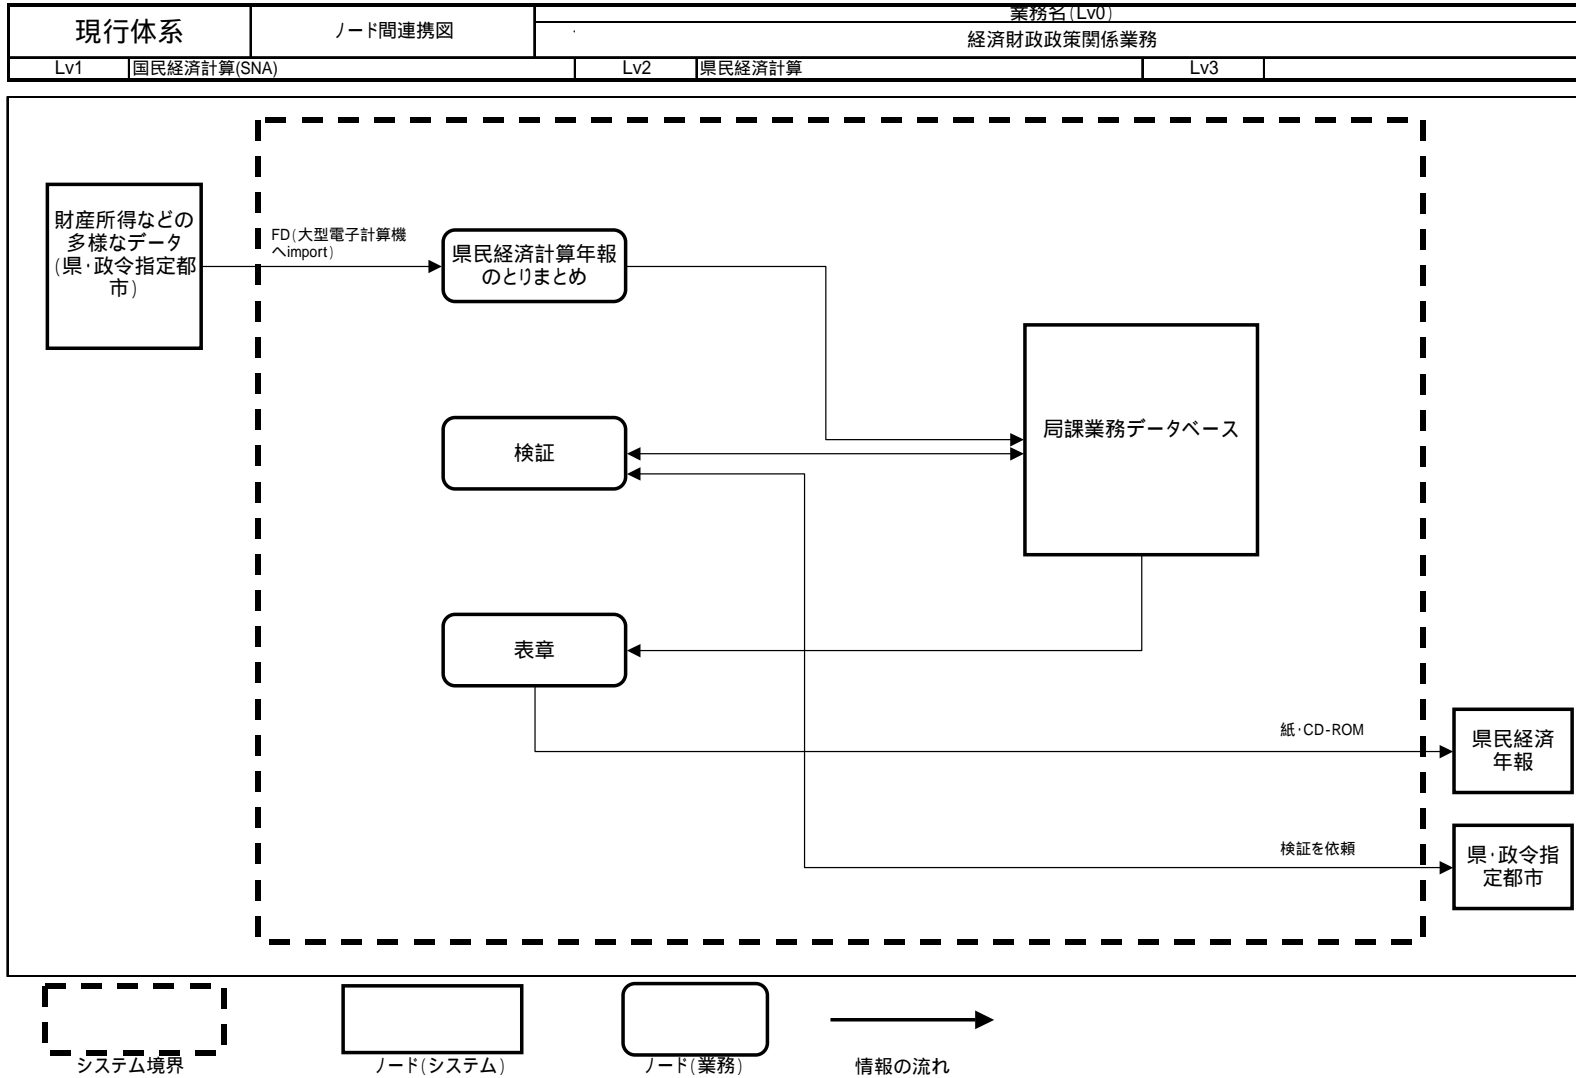 現行体系
ノード間連携図
業務名(Lv0)
経済財政政策関係業務
Lv1
国民経済計算(SNA)
Lv2
県民経済計算
Lv3
財産所得などの
多様なデータ
(県・政令指定都
市)
FD(大型電子計算機
へimport)
県民経済計算年報
のとりまとめ
局課業務データベース
検証
表章
紙・CD-ROM
県民経済
年報
検証を依頼
県・政令指
定都市
システム境界
ノード(システム)
ノード(業務)
情報の流れ